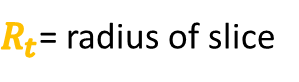 Rt= radius of slice